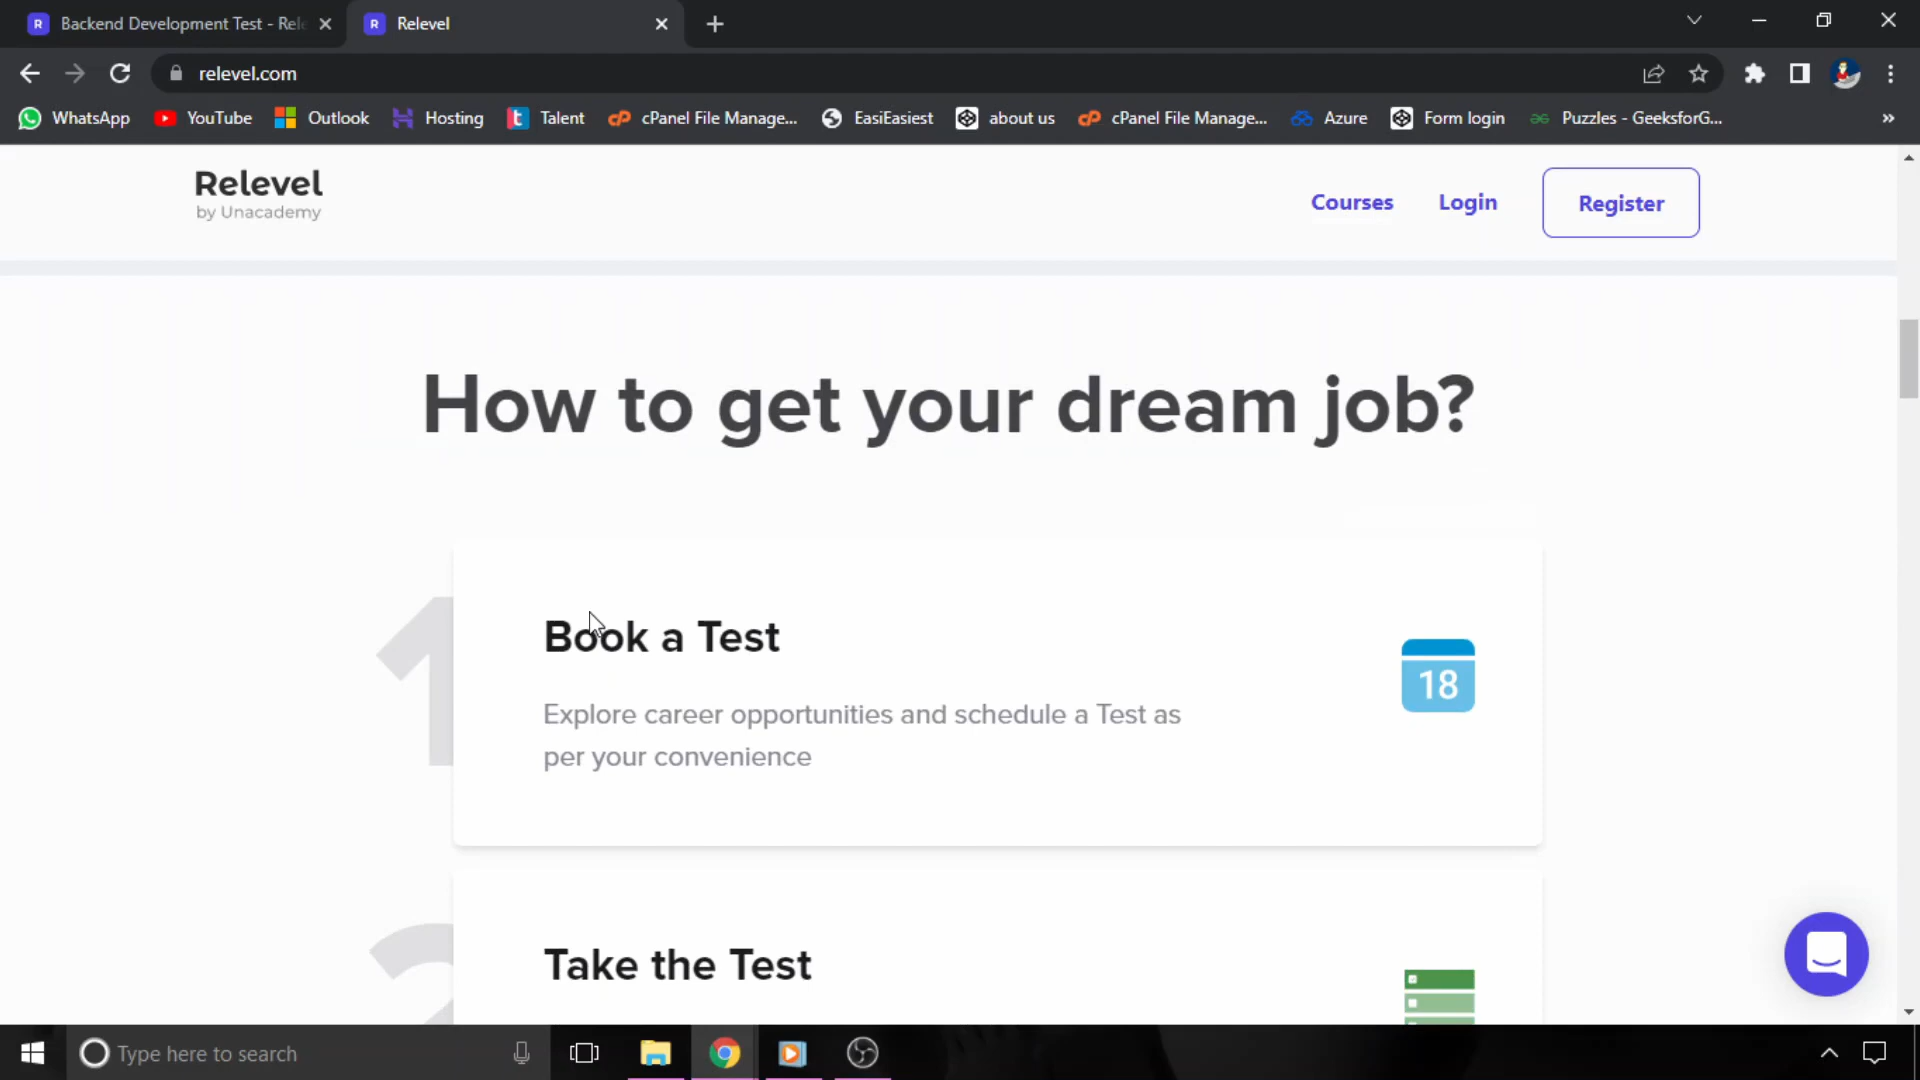 Backend Development Test - Rele
Relevel
relevel.com
WhatsApp
YouTube
Outlook
Hosting
Talent
cPanel File Manage...
EasiEasiest
about us
cPanel File Manage...
Azure
Form login
Puzzles - GeeksforG...
»
Relevel
by Unacademy
Courses
Login
Register
How to get your dream job?
1
Book a Test
Explore career opportunities and schedule a Test as
per your convenience
18
2
Take the Test
Type here to search